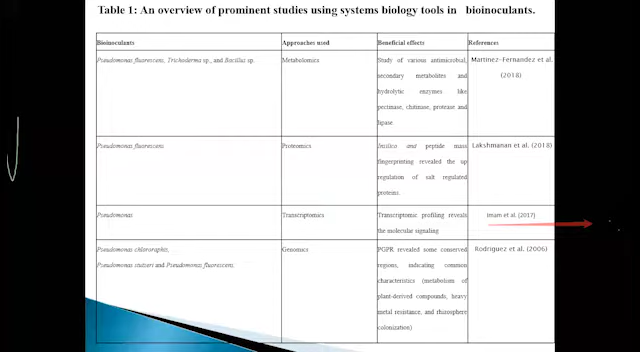 Table 1: An overview of prominent studies using systems biology tools in bioinoculants.
Bioinoculants Approaches used Beneficial effects References
Pseudomonas fluorescens, Trichoderma sp., and Bacillus sp. Metabolomics
Study of various antimicrobial,
secondary metabolites and
hydrolytic enzymes like
pectinase, chitinase, protease and
lipase
Martínez-Fernandez et al.
(2018)
Pseudomonas fluorescens Proteomics
Insilico and peptide mass
fingerprinting revealed the up
regulation of salt regulated
proteins.
Lakshmanan et al. (2018)
Pseudomonas Transcriptomics
Transcriptomic profiling reveals
the molecular signaling
imam et al. (2017)
Pseudomonas chlororaphis,
Pseudomonas stutzeri and Pseudomonas fluorescens.
Genomics
PGPR revealed some conserved
regions, indicating common
characteristics (metabolism of
plant-derived compounds, heavy
metal resistance, and rhizosphere
colonization)
Rodriguez et al. (2006)